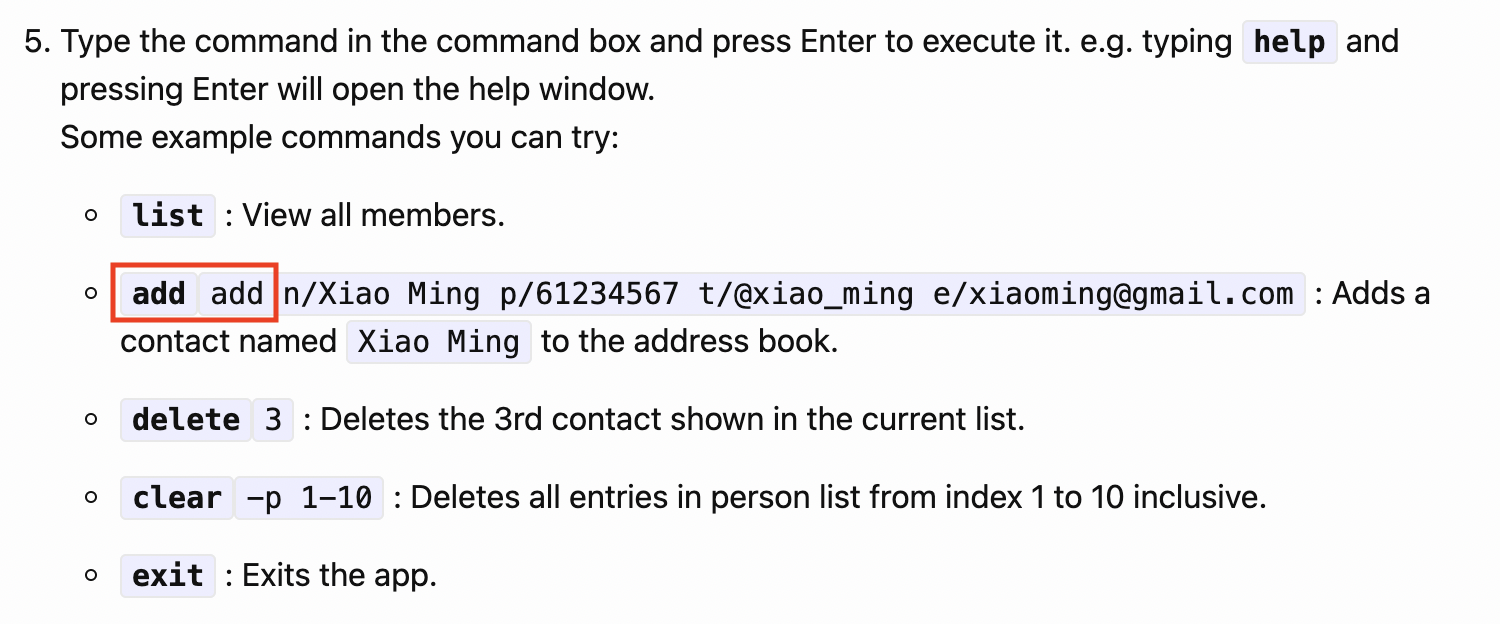 5. Type the command in the command box and press Enter to execute it. e.g. typing help and
pressing Enter will open the help window.
Some example commands you can try:
list : View all members.
add add n/Xiao Ming p/61234567 t/@xiao_ming e/xiaoming@gmail.com : Adds a
contact named Xiao Ming to the address book.
delete 3 : Deletes the 3rd contact shown in the current list.
clear -p 1-10 : Deletes all entries in person list from index 1 to 10 inclusive.
exit : Exits the app.